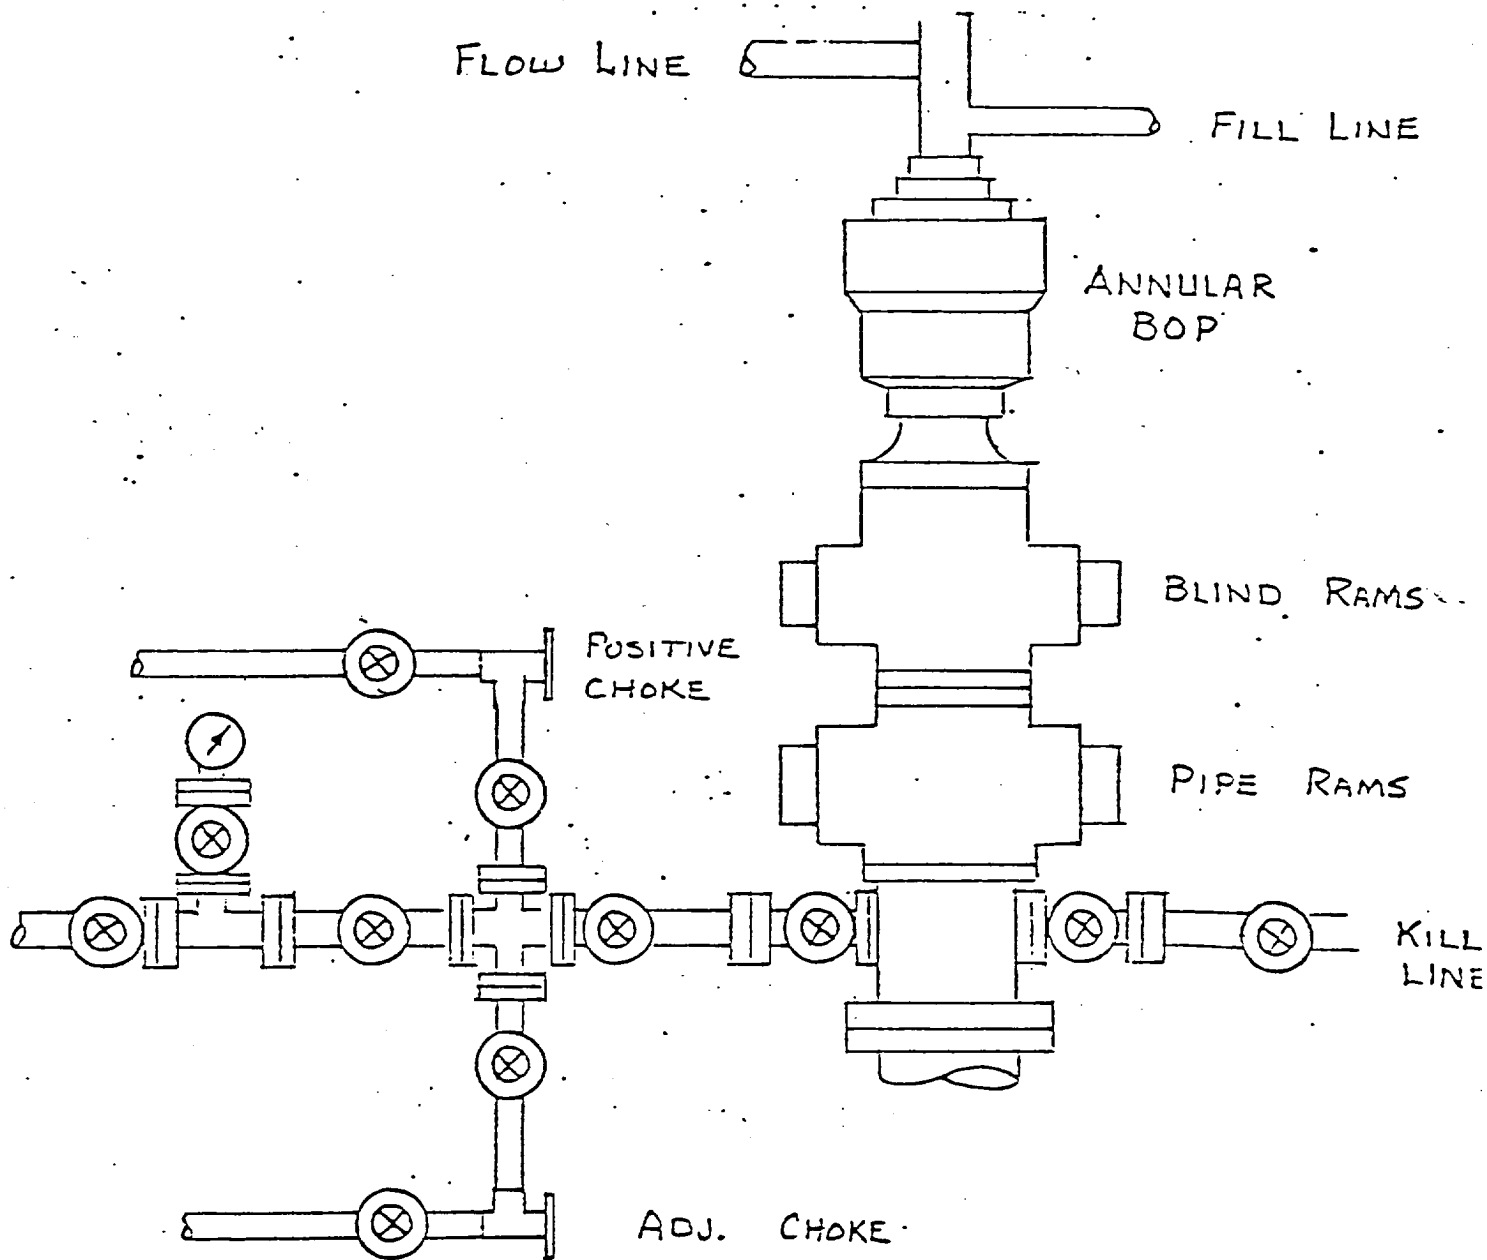 FLOW LINE
FILL LINE
ANNULAR
BOP
BLIND RAMS
POSITIVE
CHOKE
PIPE RAMS
KILL
LINE
ADJ. CHOKE